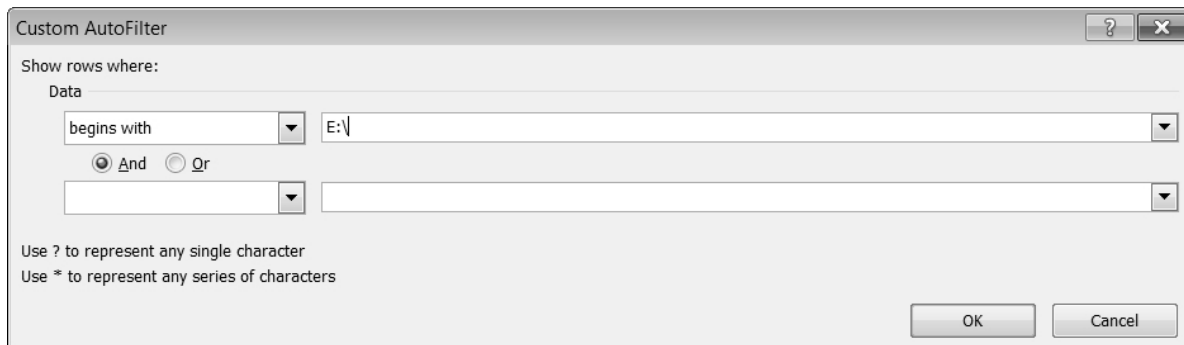 Custom AutoFilter
Show rows where:
Data
begins with E:\
And Or
Use ? to represent any single character
Use * to represent any series of characters
OK Cancel